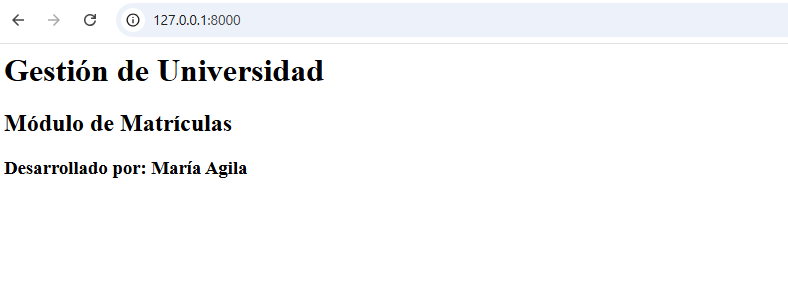 127.0.0.1:8000
Gestión de Universidad
Módulo de Matrículas
Desarrollado por: María Agila